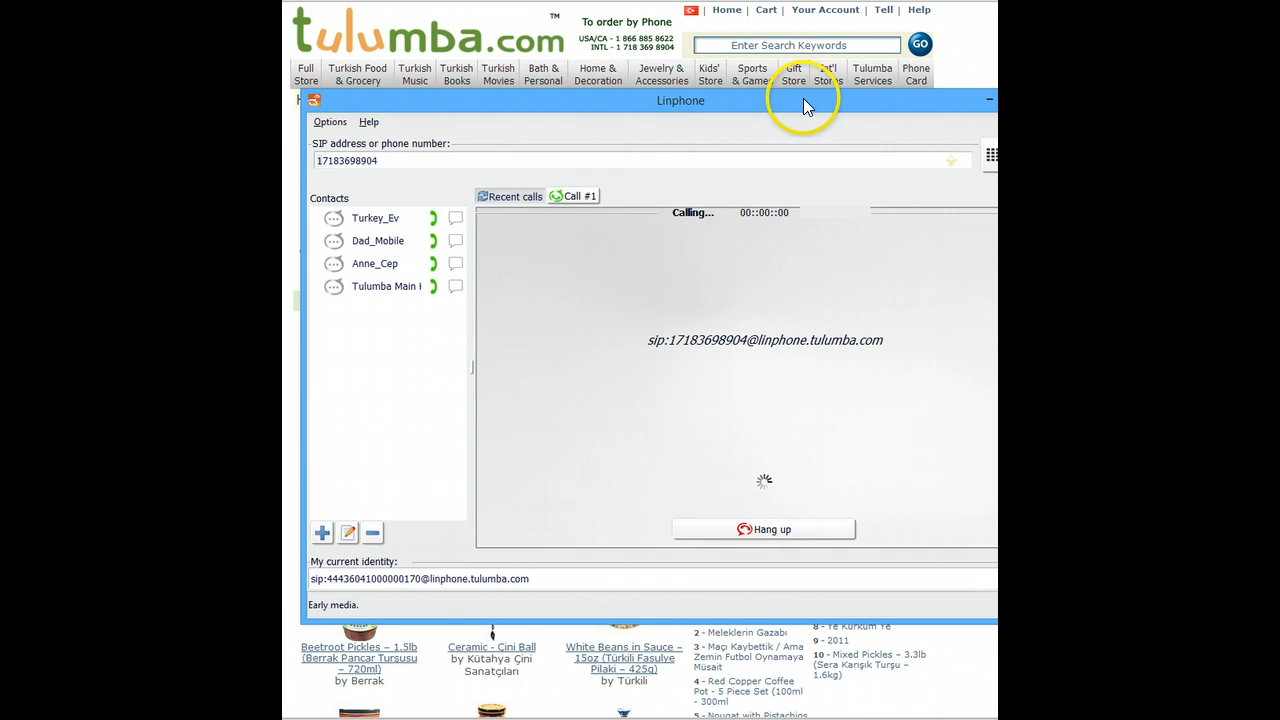 tulumba.com™
To order by Phone
USA/CA - 1 866 885 8622
INTL - 1 718 369 8904
| Home | Cart | Your Account | Tell | Help
Enter Search Keywords
GO
Full Store
Turkish Food & Grocery
Turkish Music
Turkish Books
Turkish Movies
Bath & Personal
Home & Decoration
Jewelry & Accessories
Kids' Store
Sports & Games
Gift Store
Int'l Stores
Tulumba Services
Phone Card
Linphone
Options Help
SIP address or phone number:
17183698904
Contacts
Recent calls Call #1
Calling... 00::00::00
Turkey_Ev
Dad_Mobile
Anne_Cep
Tulumba Main
sip:17183698904@linphone.tulumba.com
Hang up
My current identity:
sip:44436041000000170@linphone.tulumba.com
Early media.
Beetroot Pickles – 1.5lb
(Berrak Pancar Turşusu
– 720ml)
by Berrak
Ceramic - Çini Ball
by Kütahya Çini
Sanatçıları
White Beans in Sauce –
15oz (Türkili Fasulye
Pilaki – 425g)
by Türkili
2 - Meleklerin Gazabı
3 - Maçı Kaybettik / Ama
Zemin Futbol Oynamaya
Müsait
4 - Red Copper Coffee
Pot - 5 Piece Set (100ml
- 300ml
5 - Nougat with Pistachios
8 - Ye Kurkum Ye
9 - 2011
10 - Mixed Pickles – 3.3lb
(Sera Karışık Turşu –
1.6kg)